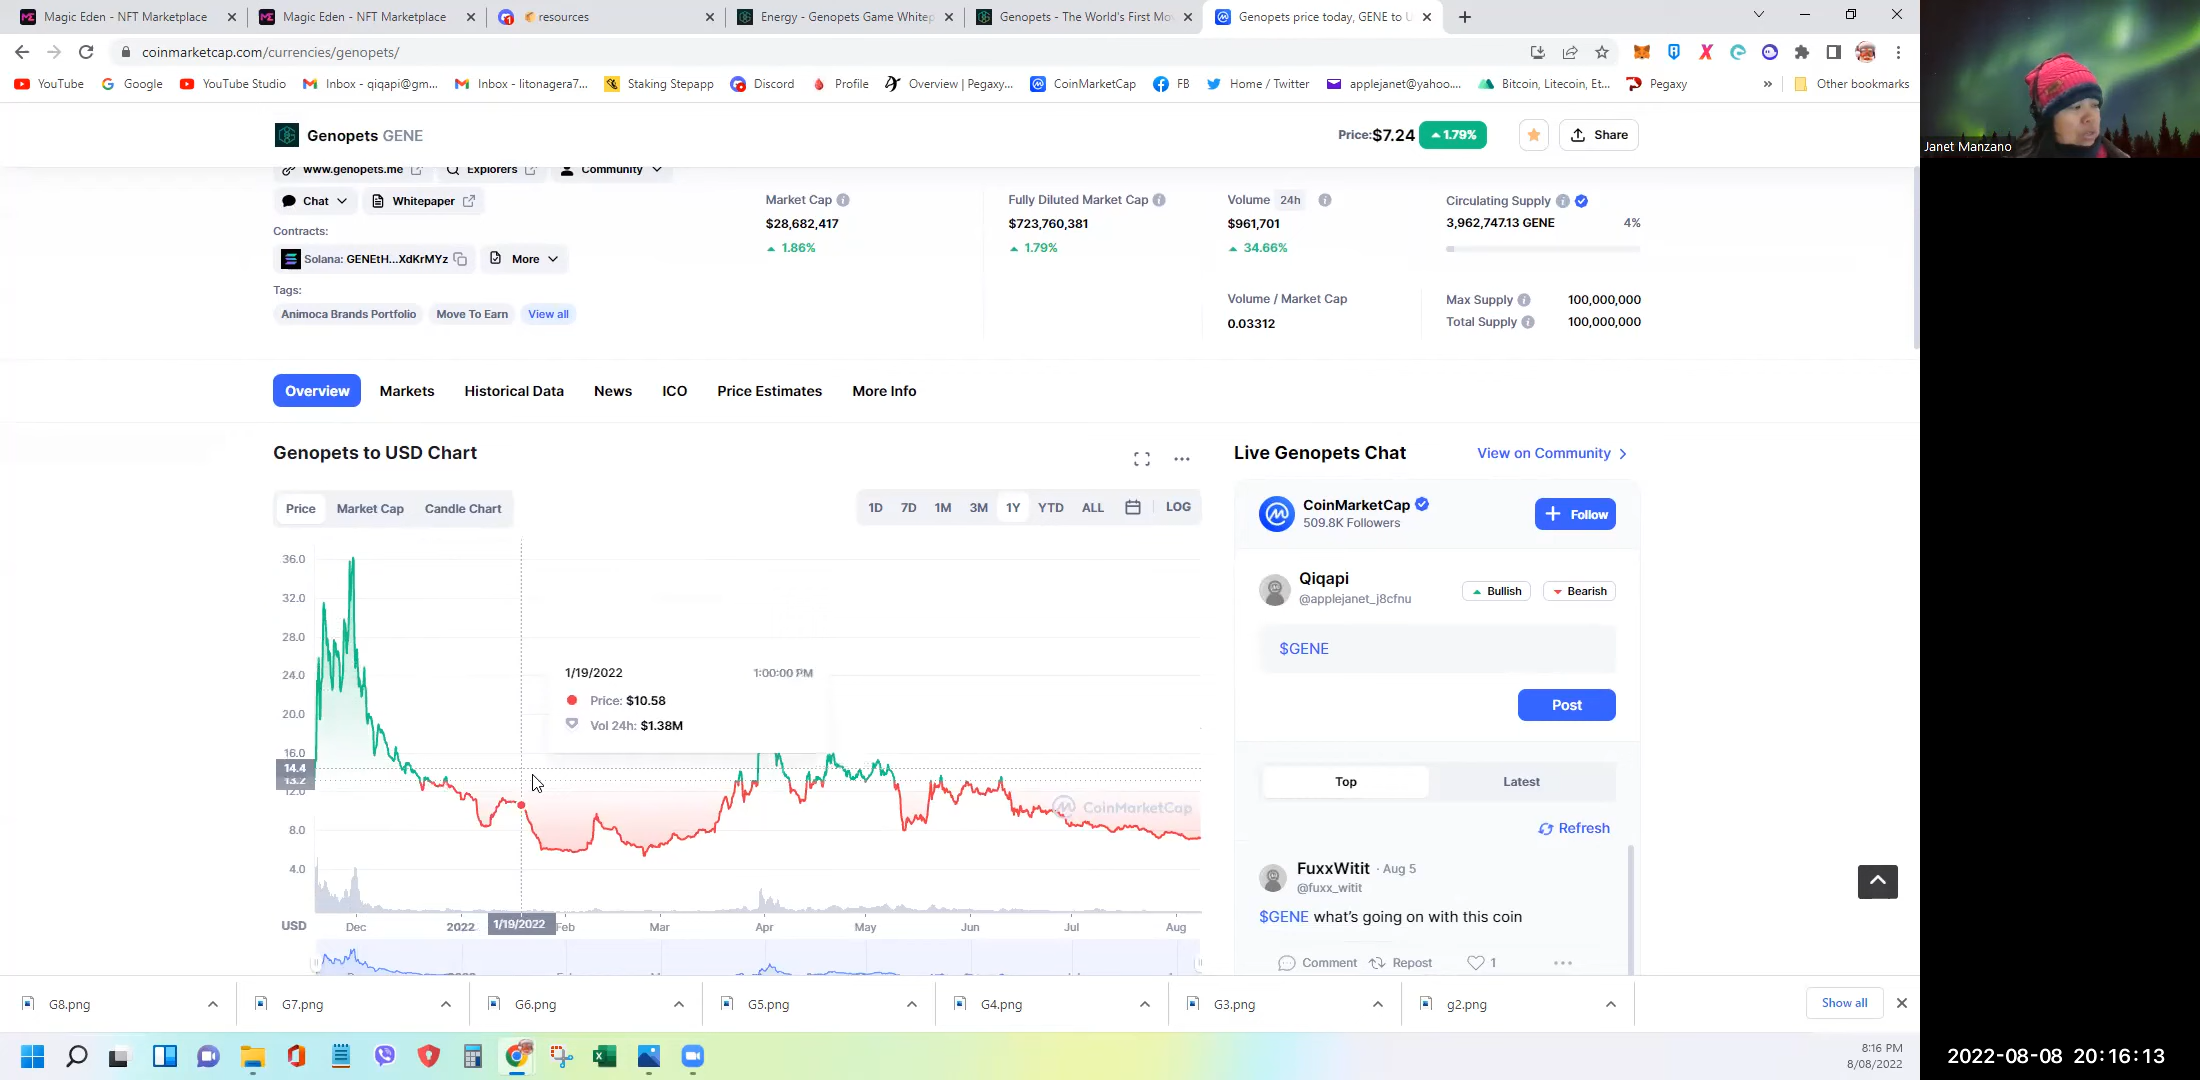 Magic Eden - NFT Marketplace
Magic Eden - NFT Marketplace
resources
Energy - Genopets Game Whitep
Genopets - The World's First Mo
Genopets price today, GENE to U
coinmarketcap.com/currencies/genopets/
YouTube
Google
YouTube Studio
Inbox - qiqapi@gm...
Inbox - litonagera7...
Staking Stepapp
Discord
Profile
Overview | Pegaxy...
CoinMarketCap
FB
Home / Twitter
applejanet@yahoo....
Bitcoin, Litecoin, Et...
Pegaxy
»
Other bookmarks
Janet Manzano
Genopets GENE
Price:$7.24
1.79%
Share
www.genopets.me
Explorers
Community
Chat
Whitepaper
Contracts:
Solana: GENEtH...XdKrMYz
More
Tags:
Animoca Brands Portfolio
Move To Earn
View all
Market Cap
$28,682,417
1.86%
Fully Diluted Market Cap
$723,760,381
1.79%
Volume 24h
$961,701
34.66%
Volume / Market Cap
0.03312
Circulating Supply
3,962,747.13 GENE 4%
Max Supply 100,000,000
Total Supply 100,000,000
Overview
Markets
Historical Data
News
ICO
Price Estimates
More Info
Genopets to USD Chart
Price
Market Cap
Candle Chart
1D
7D
1M
3M
1Y
YTD
ALL
LOG
36.0
32.0
28.0
24.0
20.0
16.0
14.4
13.2
12.0
8.0
4.0
1/19/2022 1:00:00 PM
Price: $10.58
Vol 24h: $1.38M
CoinMarketCap
USD
Dec
2022
1/19/2022
Feb
Mar
Apr
May
Jun
Jul
Aug
Live Genopets Chat
View on Community
CoinMarketCap
509.8K Followers
Follow
Qiqapi
@applejanet_j8cfnu
Bullish
Bearish
$GENE
Post
Top
Latest
Refresh
FuxxWitit · Aug 5
@fuxx_witit
$GENE what's going on with this coin
Comment
Repost
1
G8.png
G7.png
G6.png
G5.png
G4.png
G3.png
g2.png
Show all
8:16 PM
8/08/2022
2022-08-08 20:16:13